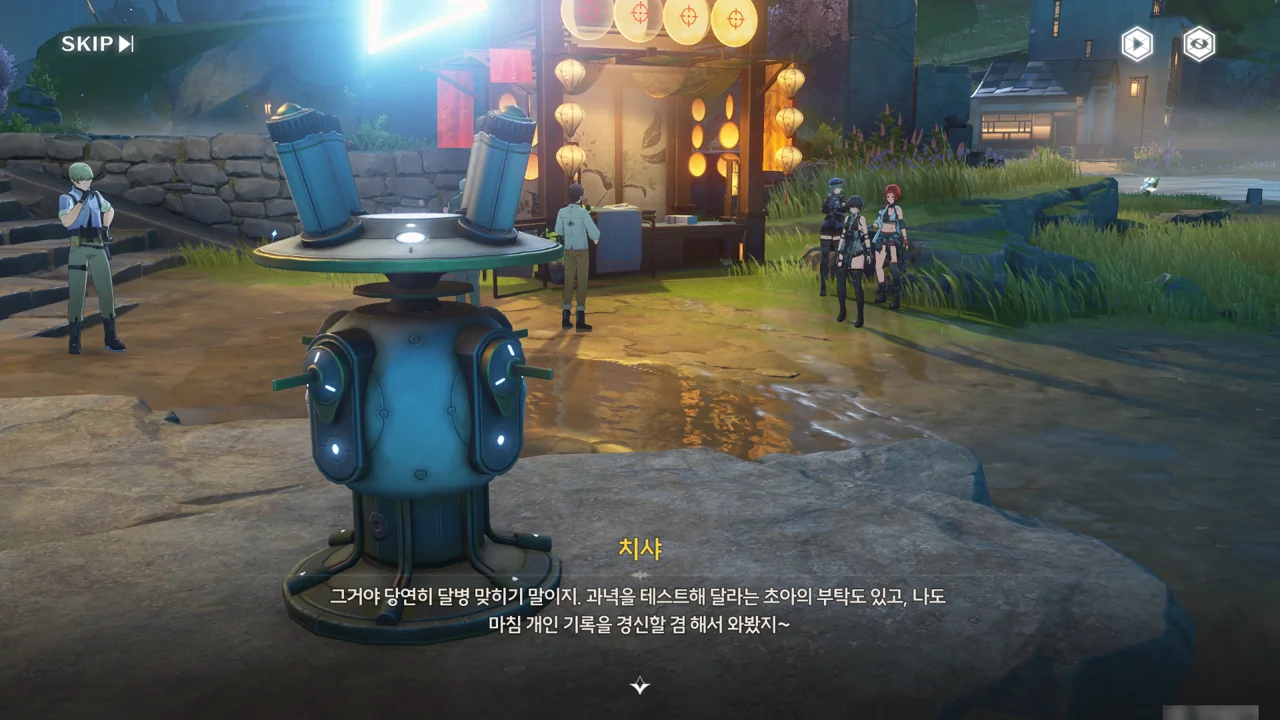 SKIP
치샤
그거야 당연히 달병 맞히기 말이지. 과녁을 테스트해 달라는 초아의 부탁도 있고, 나도
마침 개인 기록을 경신할 겸 해서 와봤지~